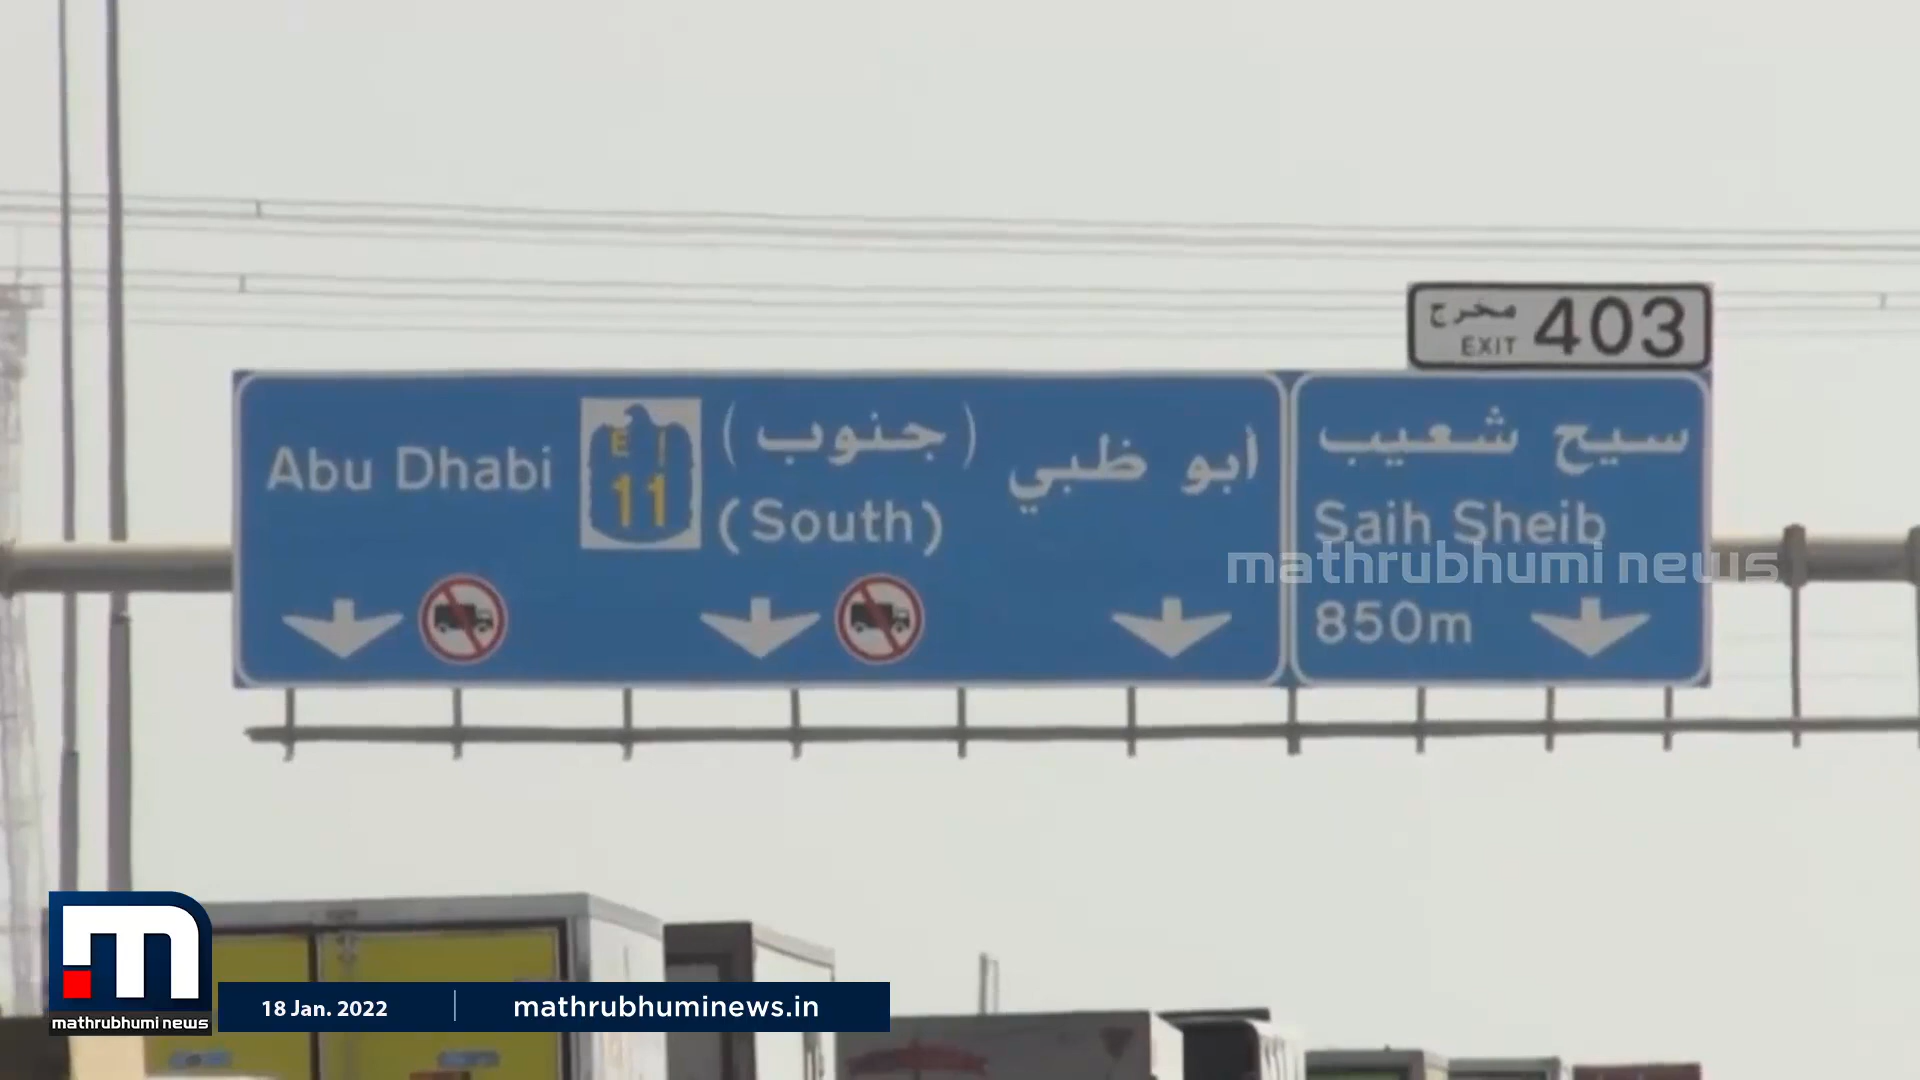 مخرج
EXIT 403
Abu Dhabi
E
11
(جنوب)
(South)
أبو ظبي
سيح شعيب
Saih Sheib
850m
mathrubhumi news
mathrubhumi news
18 Jan. 2022
mathrubhuminews.in